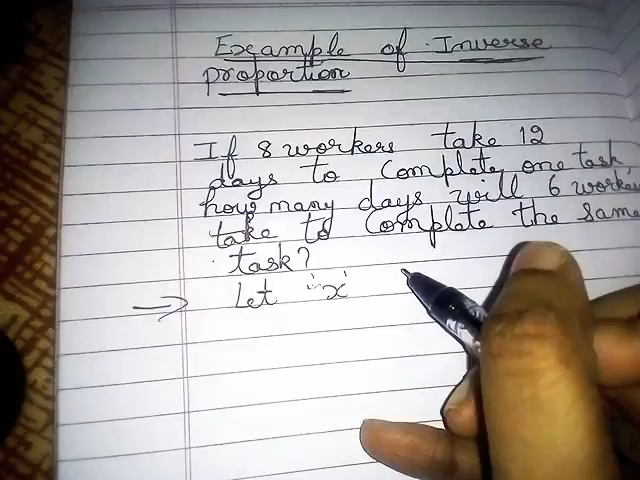 Example of Inverse
proportion
If 8 workers take 12
days to complete one task,
how many days will 6 worke
take to complete the same
task?
→ Let 'x'